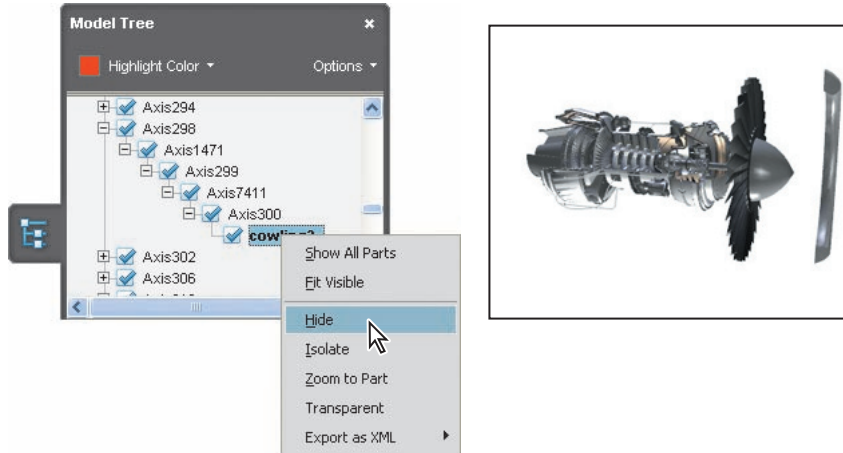 Model Tree
Highlight Color
Options
Axis294
Axis298
Axis1471
Axis299
Axis7411
Axis300
Axis302
Axis306
Show All Parts
Fit Visible
Hide
Isolate
Zoom to Part
Transparent
Export as XML